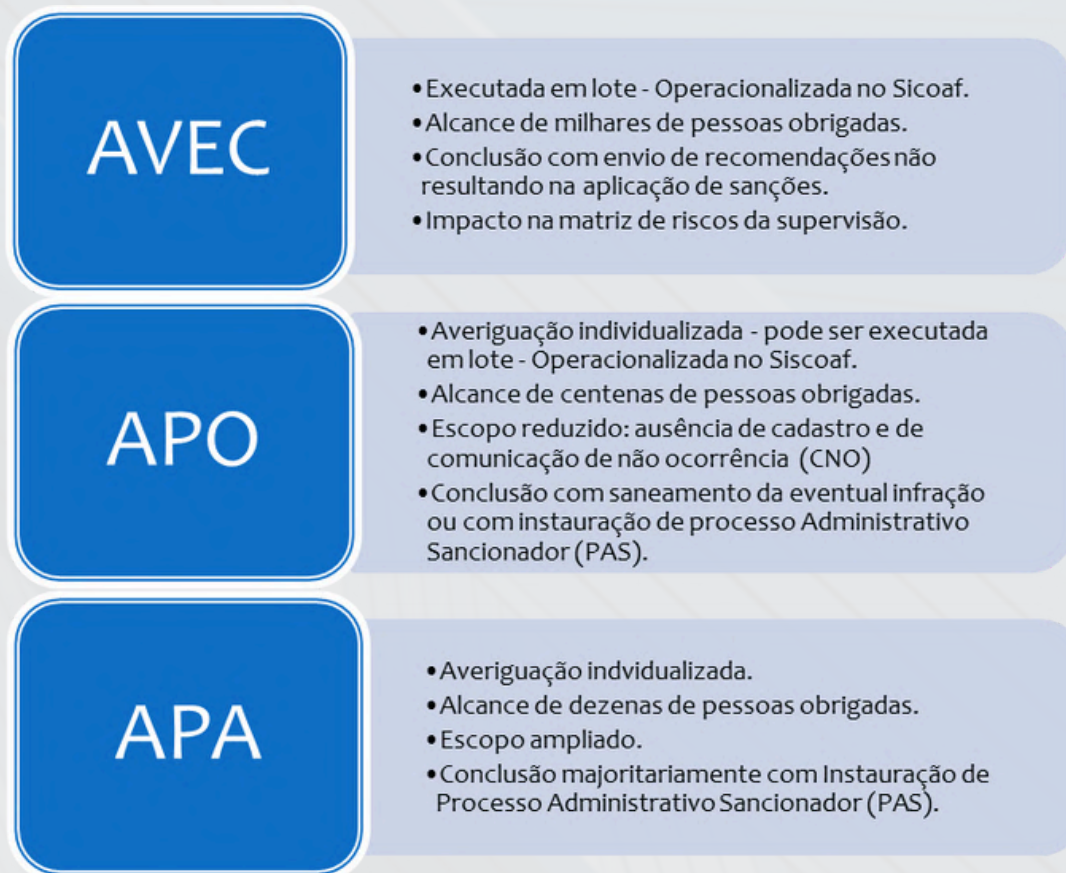 AVEC
•Executada em lote - Operacionalizada no Sicoaf.
•Alcance de milhares de pessoas obrigadas.
•Conclusão com envio de recomendações não
resultando na aplicação de sanções.
•Impacto na matriz de riscos da supervisão.
APO
•Averiguação individualizada - pode ser executada
em lote - Operacionalizada no Siscoaf.
•Alcance de centenas de pessoas obrigadas.
•Escopo reduzido: ausência de cadastro e de
comunicação de não ocorrência (CNO)
•Conclusão com saneamento da eventual infração
ou com instauração de processo Administrativo
Sancionador (PAS).
APA
•Averiguação indvidualizada.
•Alcance de dezenas de pessoas obrigadas.
•Escopo ampliado.
•Conclusão majoritariamente com Instauração de
Processo Administrativo Sancionador (PAS).